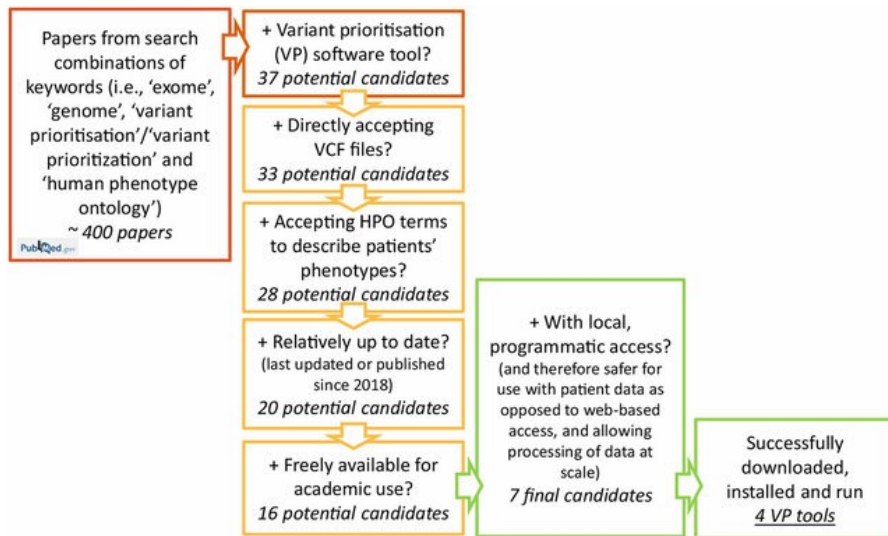 Papers from search
combinations of
keywords (i.e., ‘exome’,
‘genome’, ‘variant
prioritisation’/‘variant
prioritization’ and
‘human phenotype
ontology’)
~ 400 papers
PubMed.gov
+ Variant prioritisation
(VP) software tool?
37 potential candidates
+ Directly accepting
VCF files?
33 potential candidates
+ Accepting HPO terms
to describe patients’
phenotypes?
28 potential candidates
+ Relatively up to date?
(last updated or published
since 2018)
20 potential candidates
+ Freely available for
academic use?
16 potential candidates
+ With local,
programmatic access?
(and therefore safer for
use with patient data as
opposed to web-based
access, and allowing
processing of data at
scale)
7 final candidates
Successfully
downloaded,
installed and run
4 VP tools